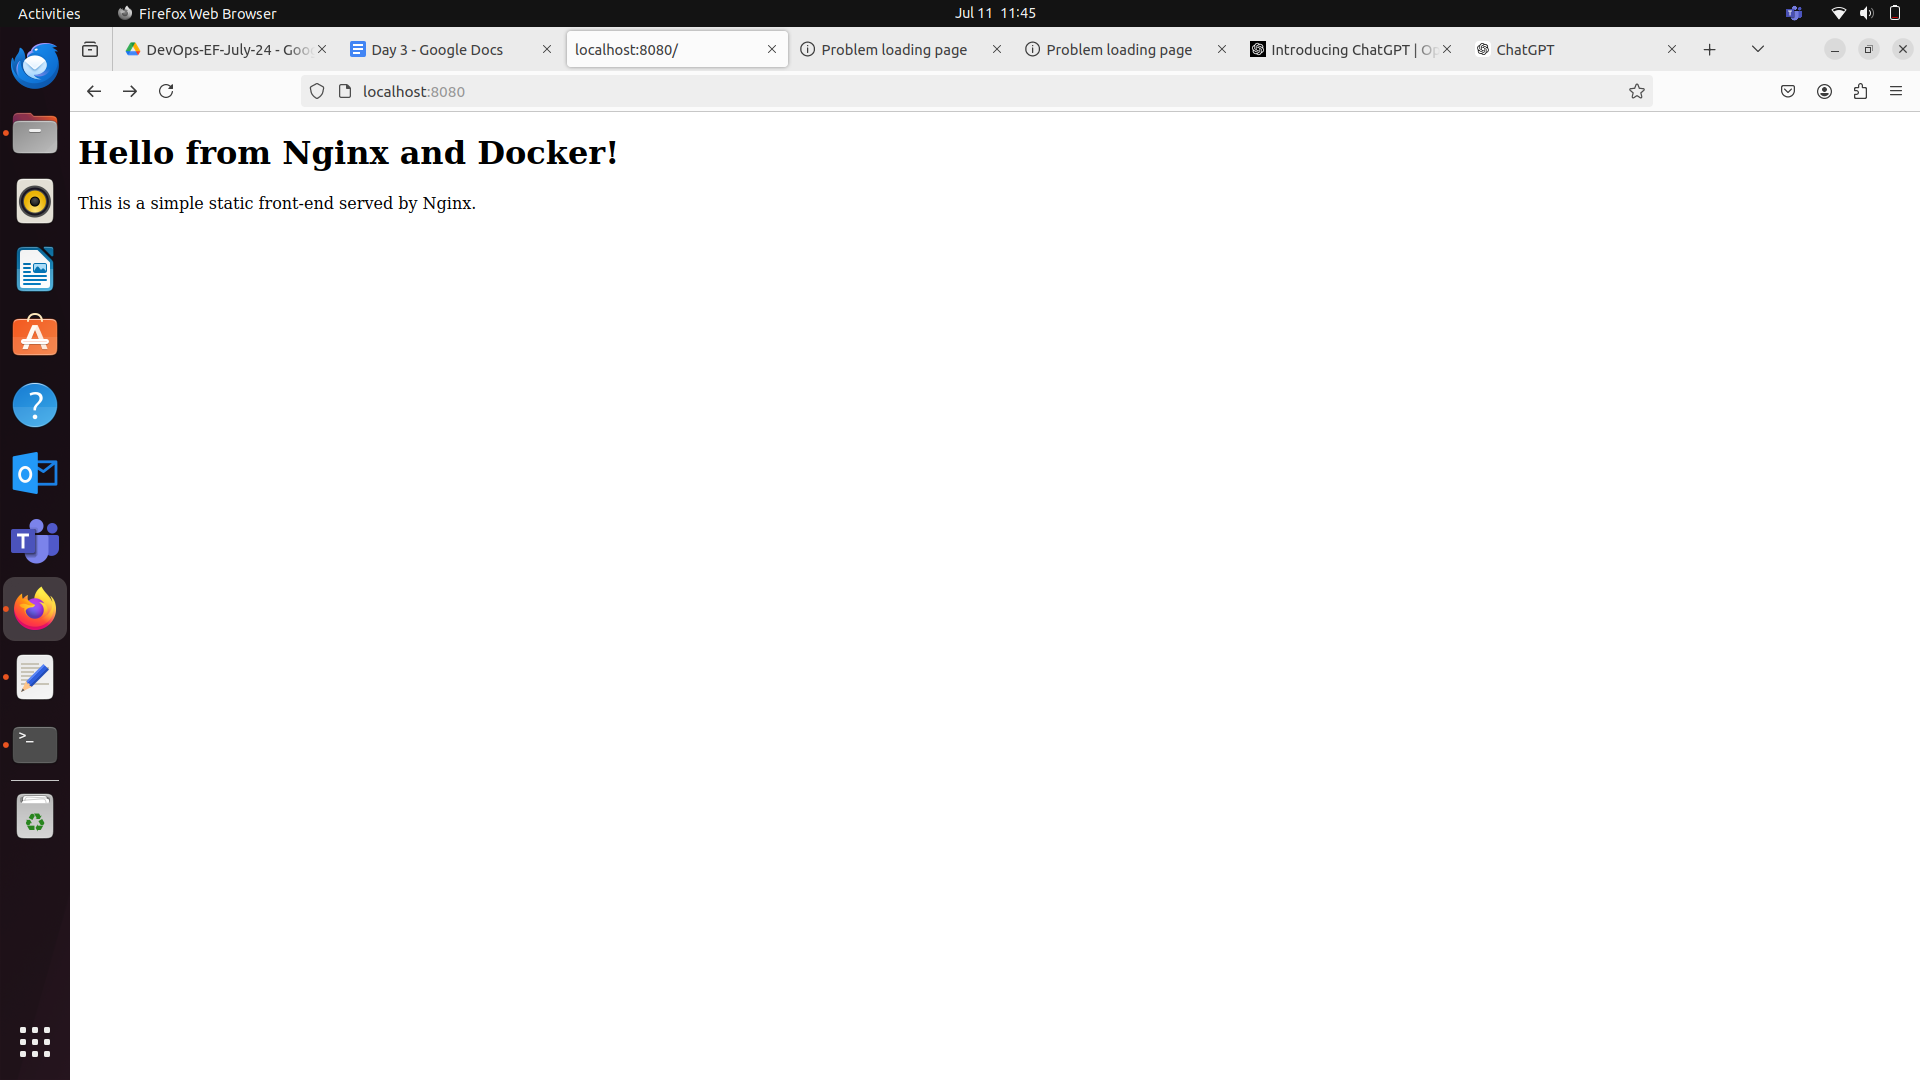 Activities
Firefox Web Browser
Jul 11 11:45
DevOps-EF-July-24 - Goo
Day 3 - Google Docs
localhost:8080/
Problem loading page
Problem loading page
Introducing ChatGPT | Op
ChatGPT
localhost:8080
Hello from Nginx and Docker!
This is a simple static front-end served by Nginx.